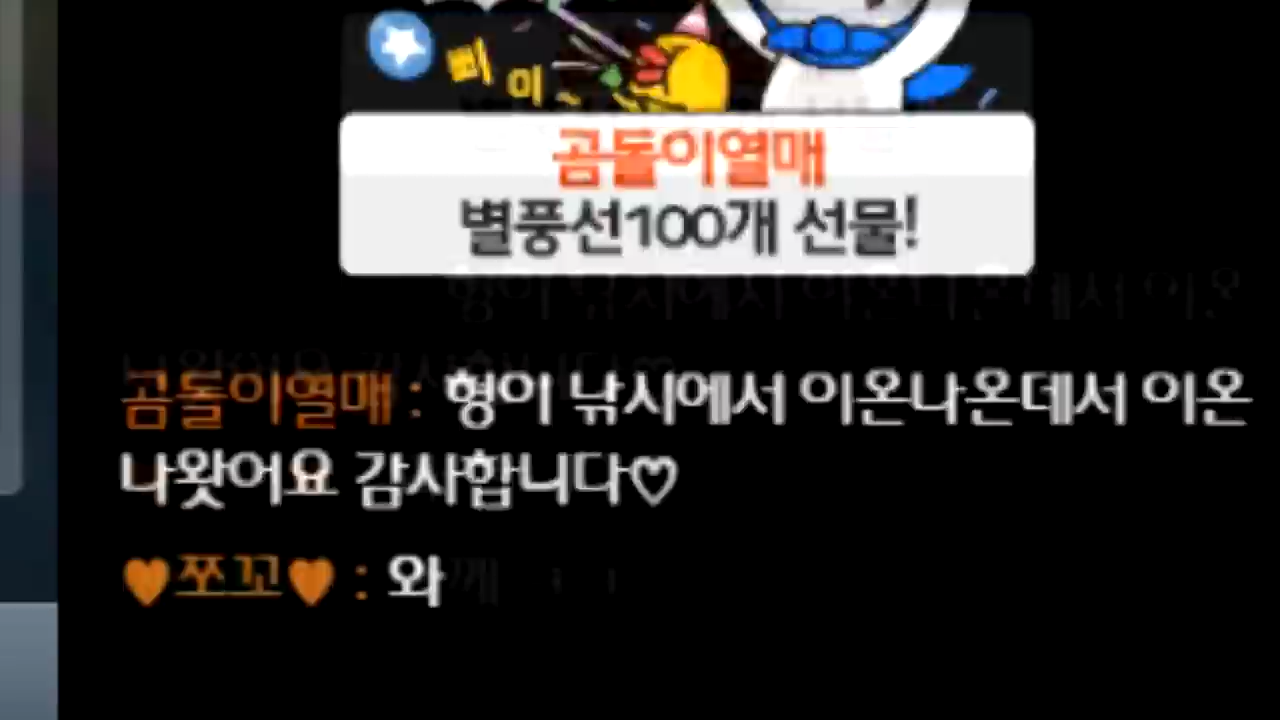 삐이~
곰돌이열매
별풍선100개 선물!
곰돌이열매 : 형이 낚시에서 이온나온데서 이온
나왓어요 감사합니다♡
♥쪼꼬♥ : 와